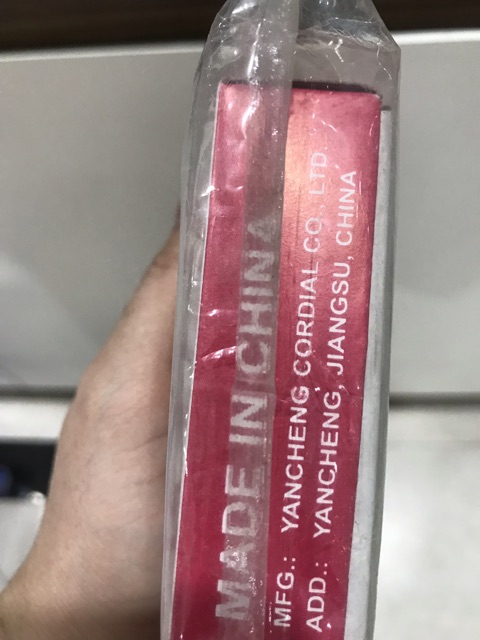 MADE IN CHINA
MFG.: YANCHENG CORDIAL CO., LTD
ADD.: YANCHENG, JIANGSU, CHINA